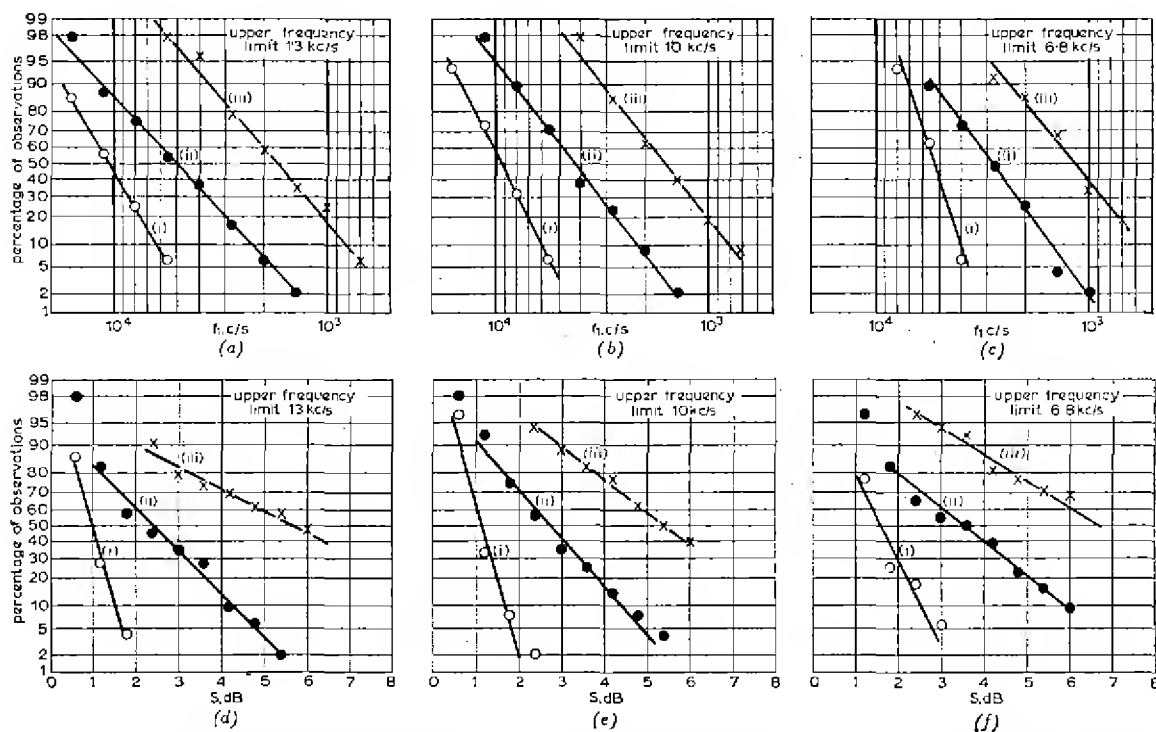 99
98
95
90
80
70
60
50
40
30
20
10
5
2
1
percentage of observations
upper frequency
limit 13 kc/s
(i)
(ii)
(iii)
10⁴
10³
f₁, c/s
(a)
upper frequency
limit 10 kc/s
(i)
(ii)
(iii)
10⁴
10³
f₁, c/s
(b)
upper frequency
limit 6·8 kc/s
(i)
(ii)
(iii)
10⁴
10³
f₁, c/s
(c)
99
98
95
90
80
70
60
50
40
30
20
10
5
2
1
percentage of observations
upper frequency
limit 13 kc/s
(i)
(ii)
(iii)
0 1 2 3 4 5 6 7 8
S, dB
(d)
upper frequency
limit 10 kc/s
(i)
(ii)
(iii)
0 1 2 3 4 5 6 7 8
S, dB
(e)
upper frequency
limit 6·8 kc/s
(i)
(ii)
(iii)
0 1 2 3 4 5 6 7 8
S, dB
(f)